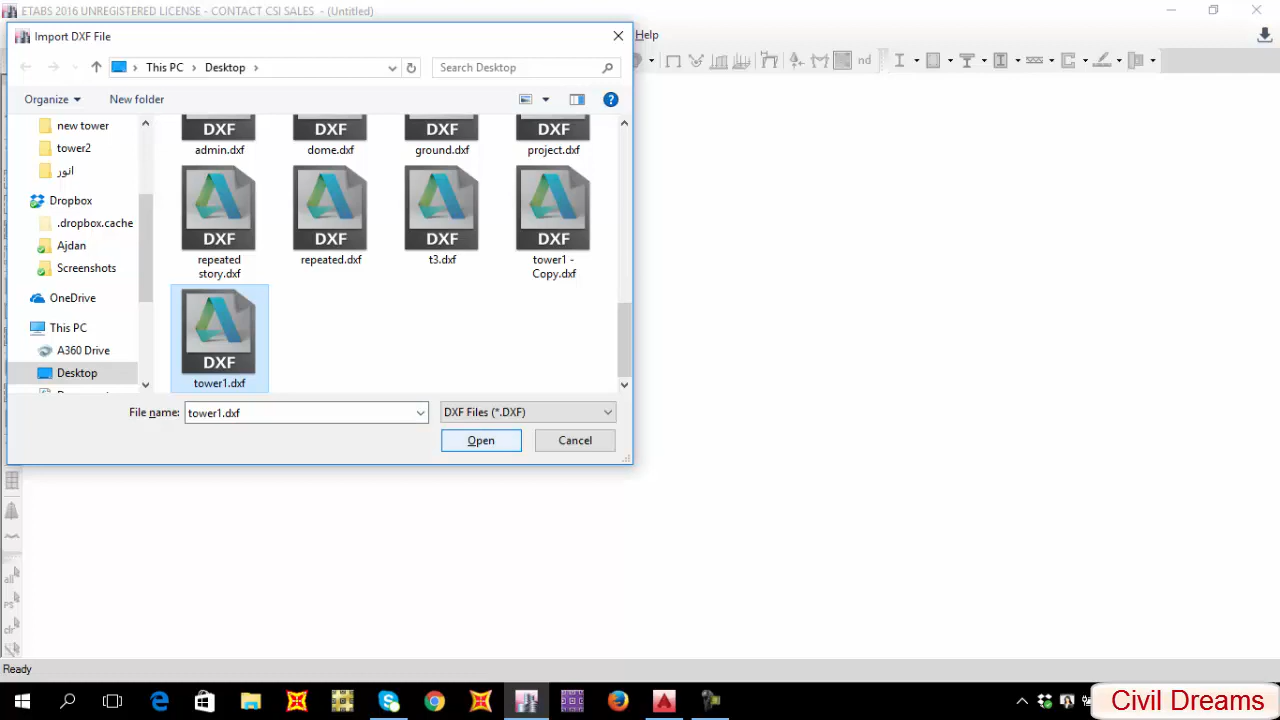 ETABS 2016 UNREGISTERED LICENSE - CONTACT CSI SALES - (Untitled)
Import DXF File
Help
This PC
Desktop
Search Desktop
nd
Organize
New folder
new tower
tower2
انور
Dropbox
.dropbox.cache
Ajdan
Screenshots
OneDrive
This PC
A360 Drive
Desktop
DXF
DXF
DXF
DXF
admin.dxf
dome.dxf
ground.dxf
project.dxf
DXF
DXF
DXF
DXF
repeated
story.dxf
repeated.dxf
t3.dxf
tower1 -
Copy.dxf
DXF
tower1.dxf
File name:
tower1.dxf
DXF Files (*.DXF)
Open
Cancel
all
ps
clr
Ready
Civil Dreams